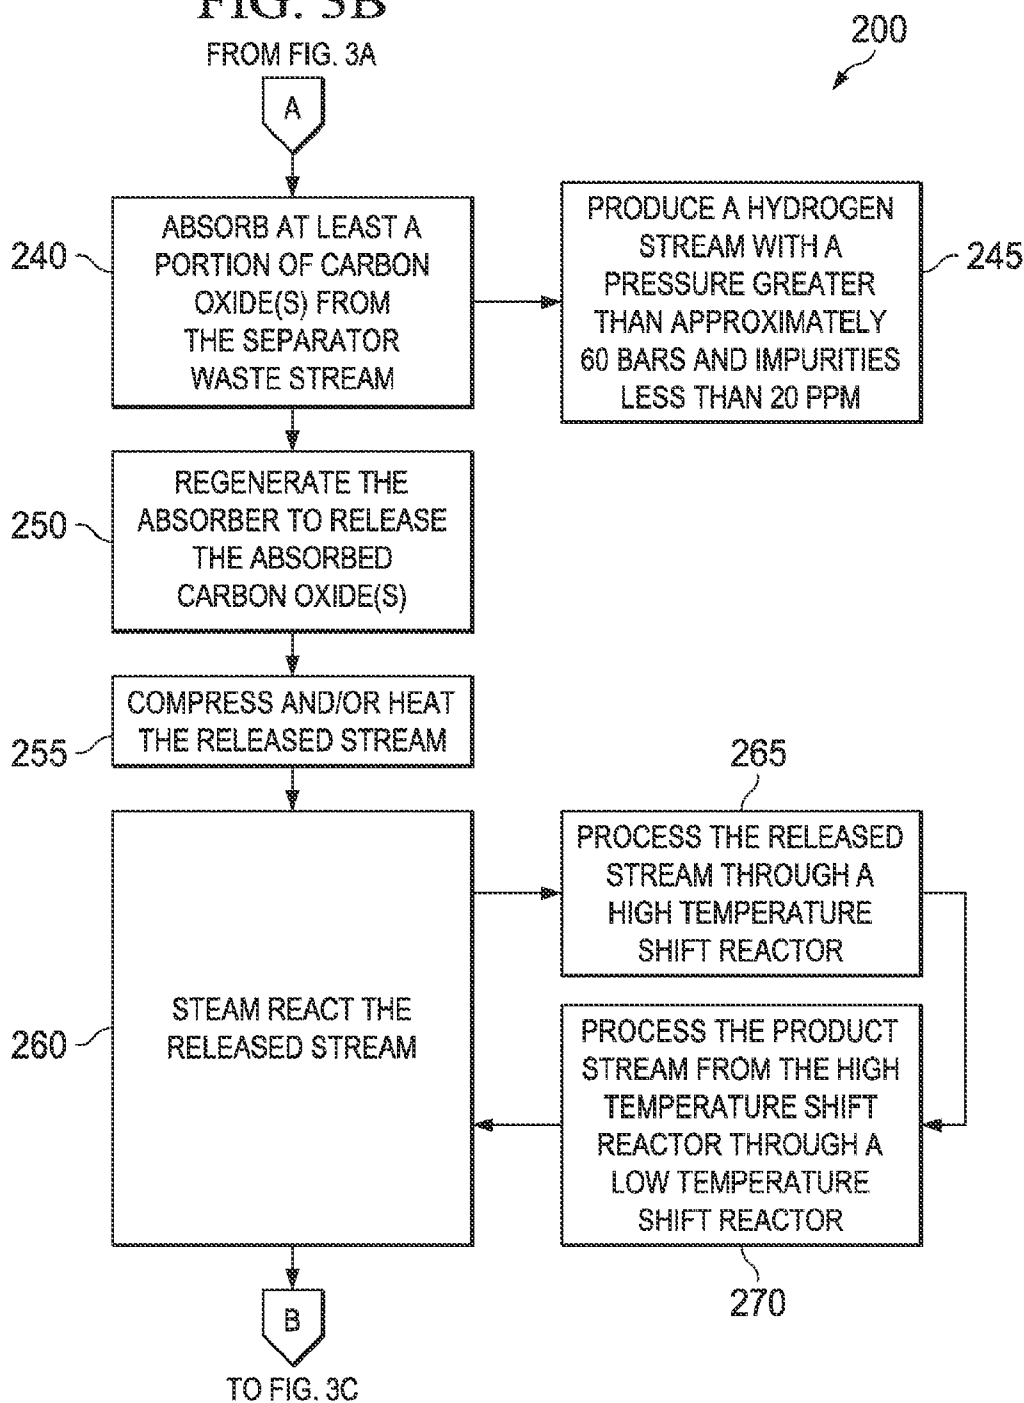 FIG. 3B
200
FROM FIG. 3A
A
240
ABSORB AT LEAST A
PORTION OF CARBON
OXIDE(S) FROM
THE SEPARATOR
WASTE STREAM
PRODUCE A HYDROGEN
STREAM WITH A
PRESSURE GREATER
THAN APPROXIMATELY
60 BARS AND IMPURITIES
LESS THAN 20 PPM
245
250
REGENERATE THE
ABSORBER TO RELEASE
THE ABSORBED
CARBON OXIDE(S)
255
COMPRESS AND/OR HEAT
THE RELEASED STREAM
260
STEAM REACT THE
RELEASED STREAM
265
PROCESS THE RELEASED
STREAM THROUGH A
HIGH TEMPERATURE
SHIFT REACTOR
PROCESS THE PRODUCT
STREAM FROM THE HIGH
TEMPERATURE SHIFT
REACTOR THROUGH A
LOW TEMPERATURE
SHIFT REACTOR
270
B
TO FIG. 3C